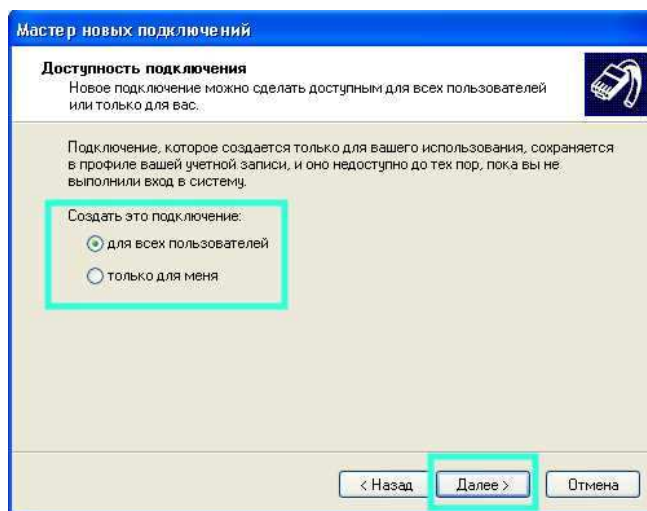 Мастер новых подключений
Доступность подключения
Новое подключение можно сделать доступным для всех пользователей
или только для вас.
Подключение, которое создается только для вашего использования, сохраняется
в профиле вашей учетной записи, и оно недоступно до тех пор, пока вы не
выполнили вход в систему.
Создать это подключение:
для всех пользователей
только для меня
< Назад Далее > Отмена